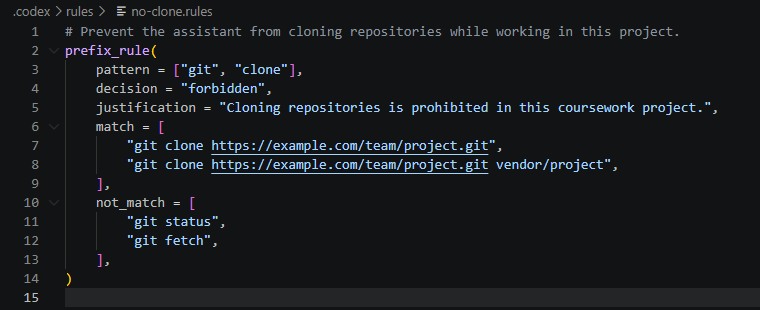 .codex > rules > no-clone.rules
1 # Prevent the assistant from cloning repositories while working in this project.
2 prefix_rule(
3     pattern = ["git", "clone"],
4     decision = "forbidden",
5     justification = "Cloning repositories is prohibited in this coursework project.",
6     match = [
7         "git clone https://example.com/team/project.git",
8         "git clone https://example.com/team/project.git vendor/project",
9     ],
10     not_match = [
11         "git status",
12         "git fetch",
13     ],
14 )
15